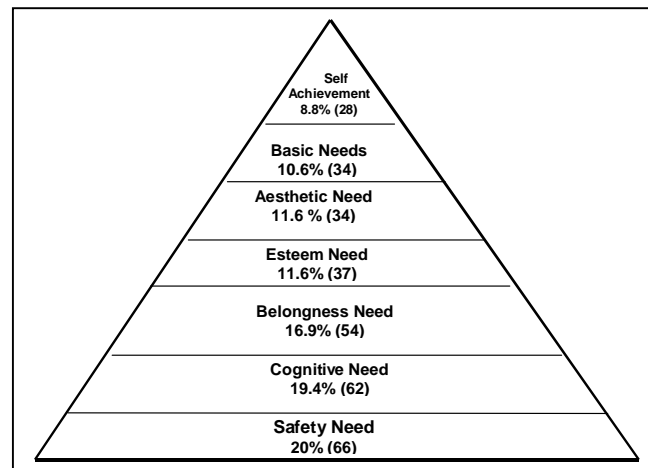 Self
Achievement
8.8% (28)
Basic Needs
10.6% (34)
Aesthetic Need
11.6 % (34)
Esteem Need
11.6% (37)
Belongness Need
16.9% (54)
Cognitive Need
19.4% (62)
Safety Need
20% (66)